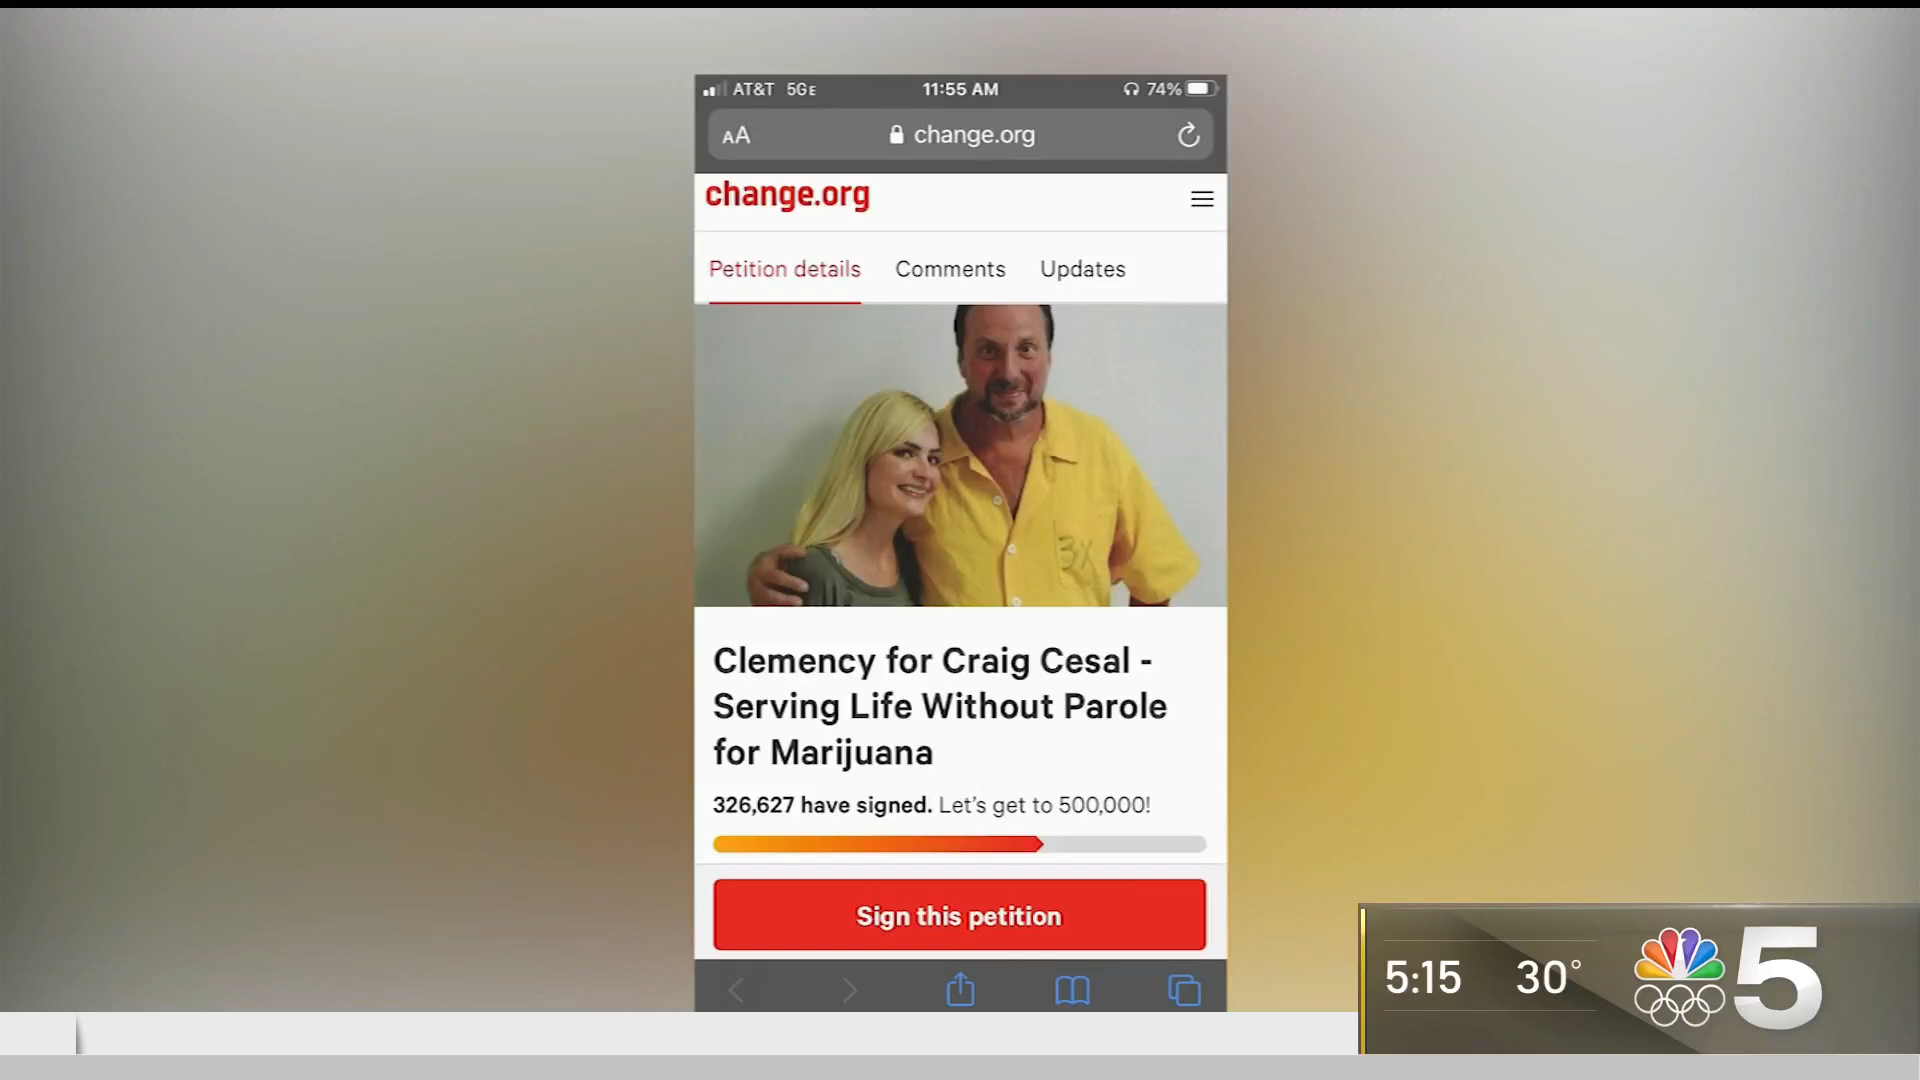 AT&T 5GE 11:55 AM 74%
AA change.org
change.org
Petition details Comments Updates
3X
Clemency for Craig Cesal -
Serving Life Without Parole
for Marijuana
326,627 have signed. Let's get to 500,000!
Sign this petition
5:15 30° 5